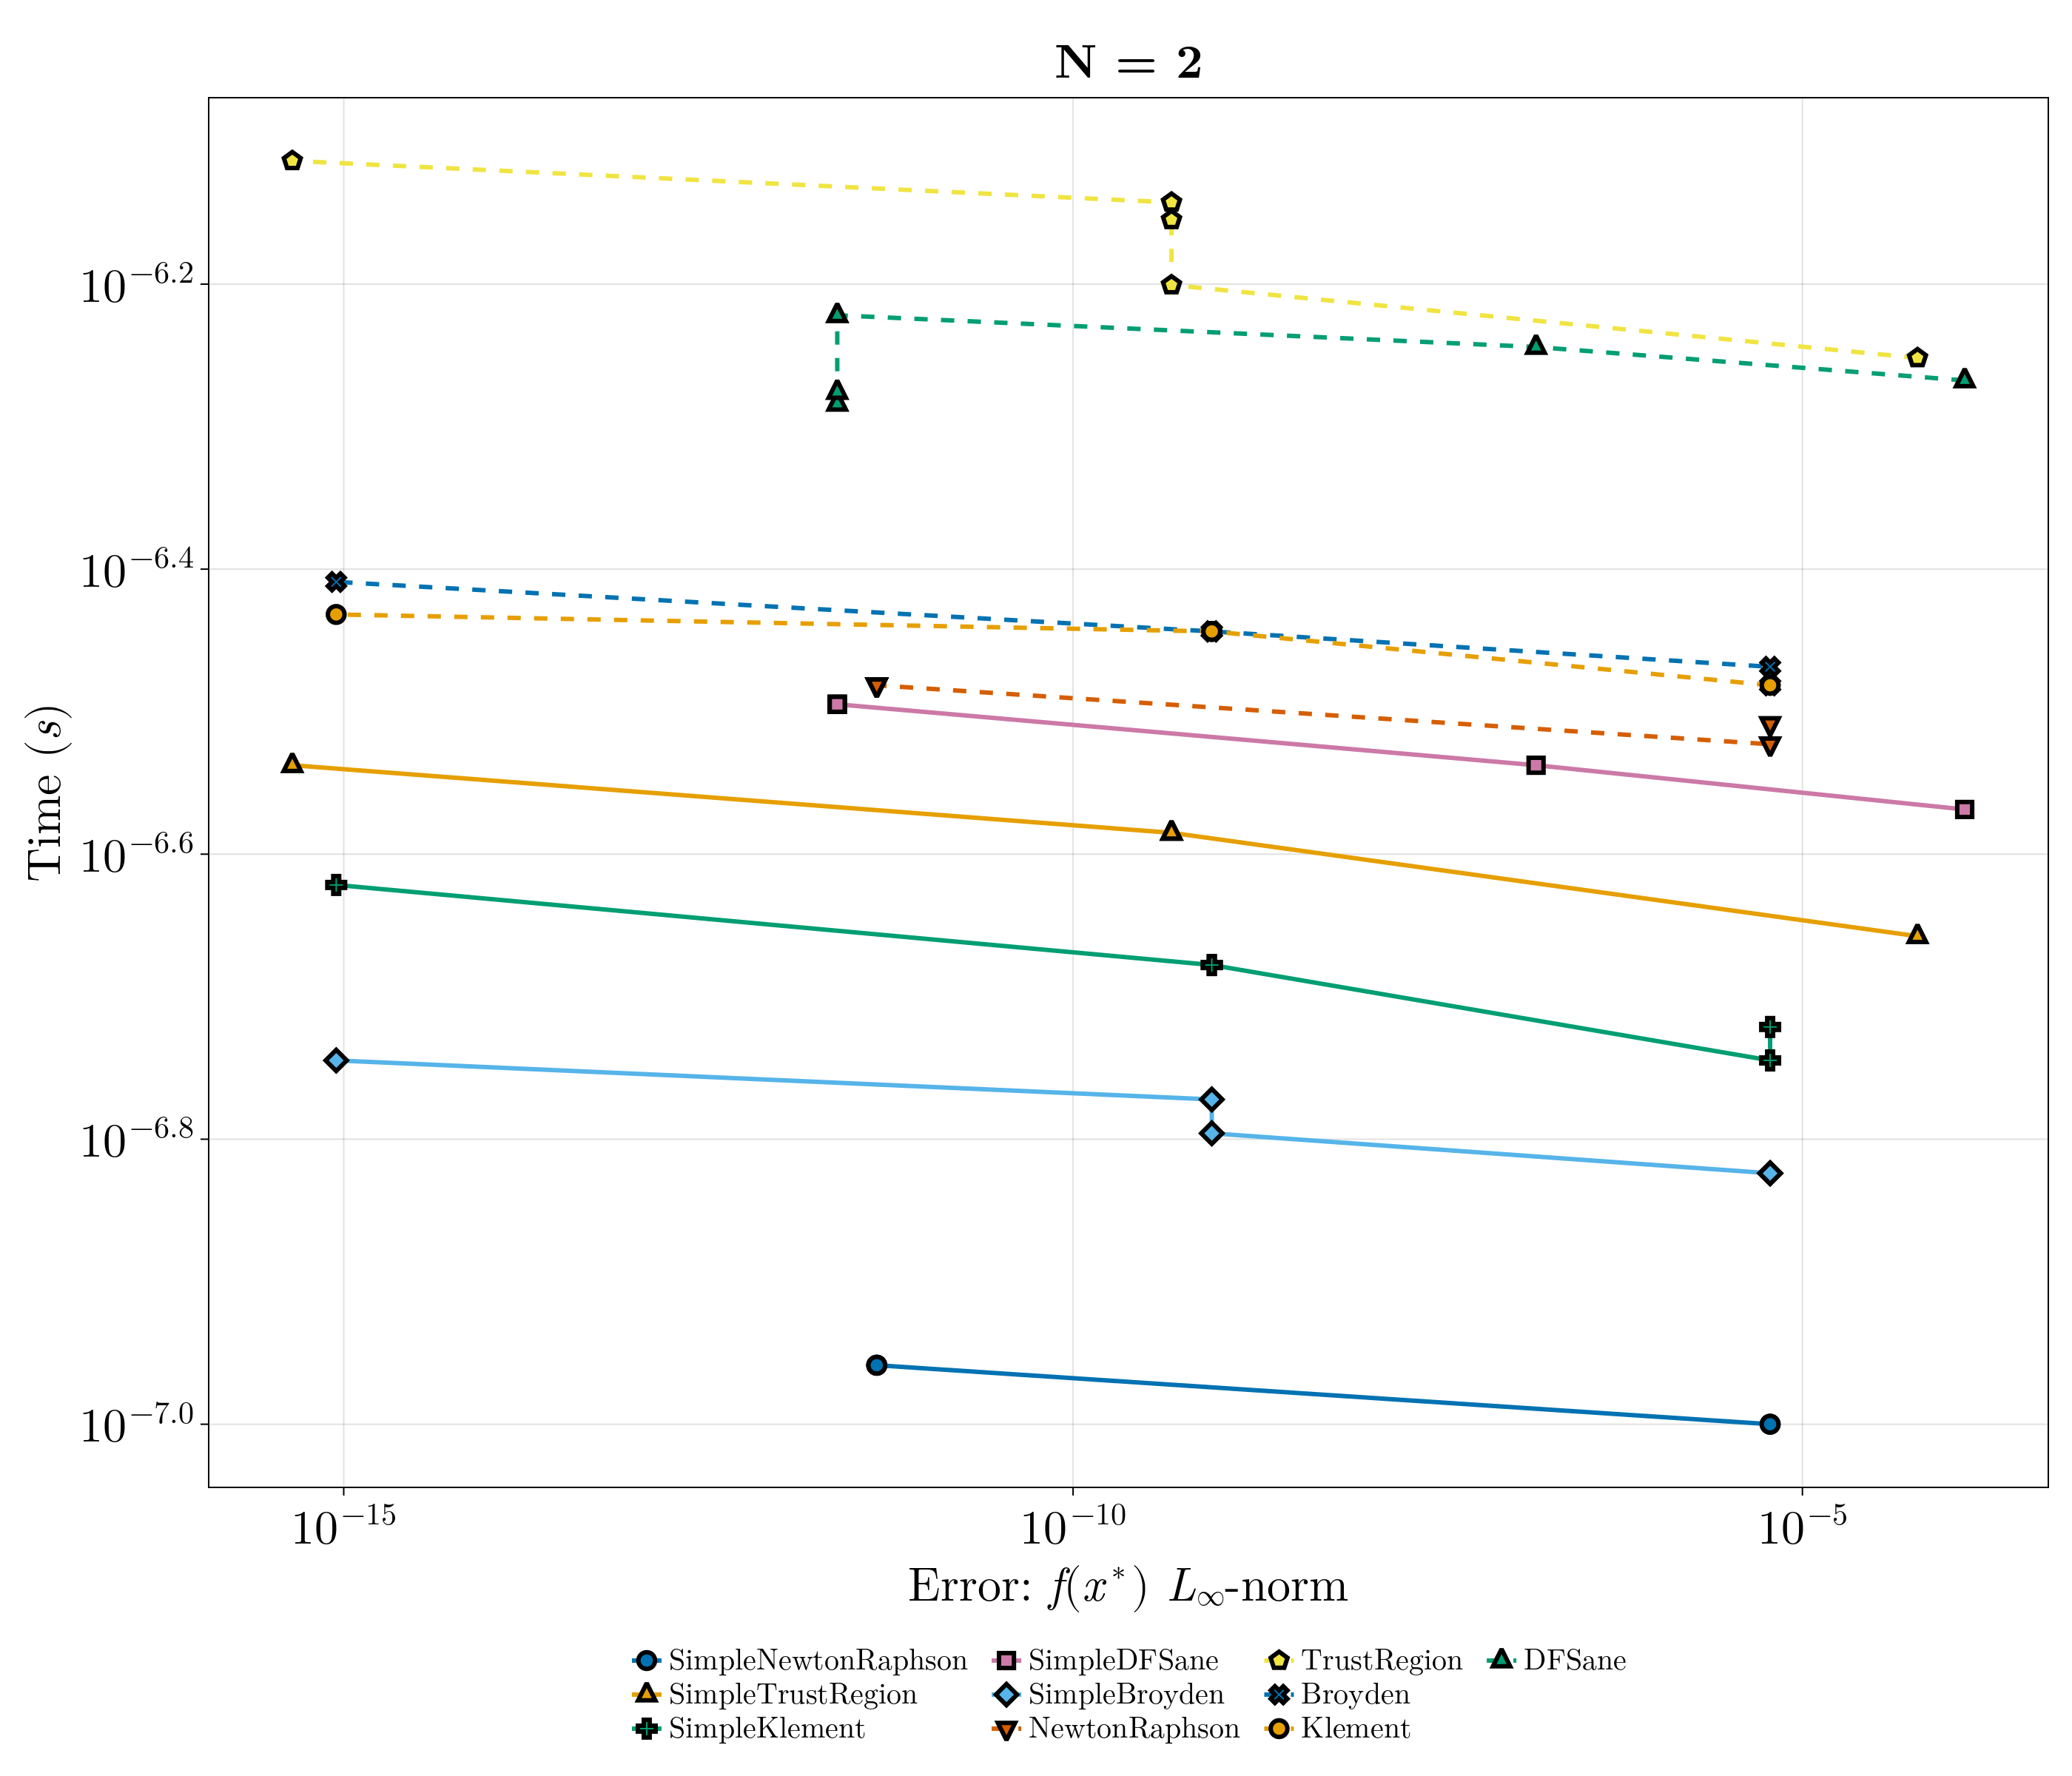 N = 2
Time (s)
10^{-6.2}
10^{-6.4}
10^{-6.6}
10^{-6.8}
10^{-7.0}
10^{-15} 10^{-10} 10^{-5}
Error: f(x^*) L_∞-norm
SimpleNewtonRaphson SimpleDFSane TrustRegion DFSane
SimpleTrustRegion SimpleBroyden Broyden
SimpleKlement NewtonRaphson Klement